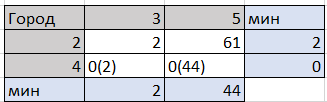 Город 3 5 мин
2 2 61 2
4 0(2) 0(44) 0
мин 2 44